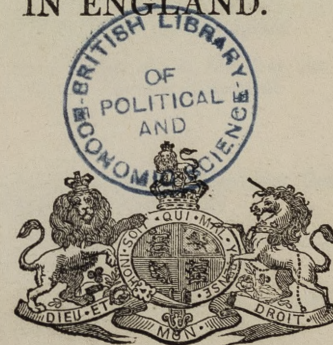 IN ENGLAND.
BRITISH LIBRARY
OF
POLITICAL
AND
ECONOMIC SCIENCE
DIEU·ET
MON
DROIT